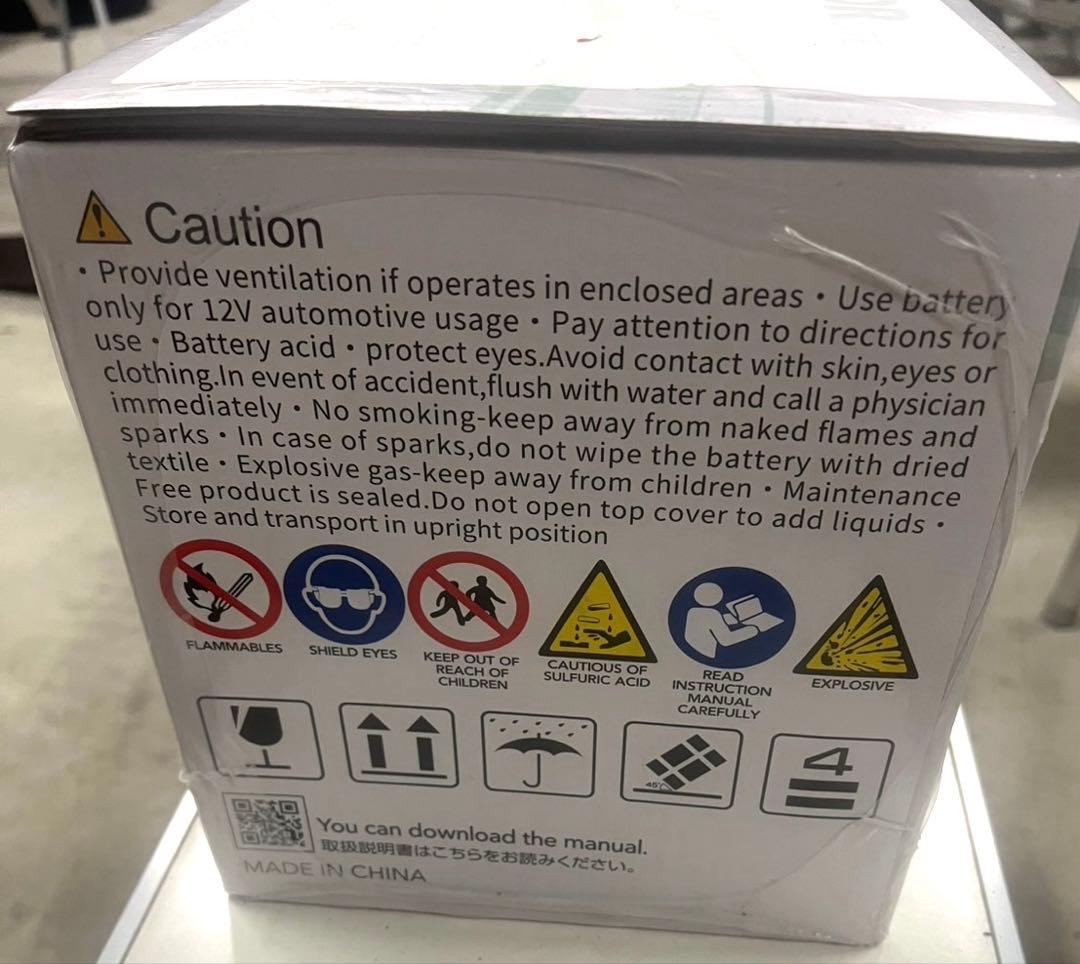 Caution
· Provide ventilation if operates in enclosed areas · Use battery
only for 12V automotive usage · Pay attention to directions for
use · Battery acid · protect eyes.Avoid contact with skin,eyes or
clothing.In event of accident,flush with water and call a physician
immediately · No smoking-keep away from naked flames and
sparks · In case of sparks,do not wipe the battery with dried
textile · Explosive gas-keep away from children · Maintenance
Free product is sealed.Do not open top cover to add liquids ·
Store and transport in upright position
FLAMMABLES
SHIELD EYES
KEEP OUT OF
REACH OF
CHILDREN
CAUTIOUS OF
SULFURIC ACID
READ
INSTRUCTION
MANUAL
CAREFULLY
EXPLOSIVE
45°
4
You can download the manual.
取扱説明書はこちらをお読みください。
MADE IN CHINA